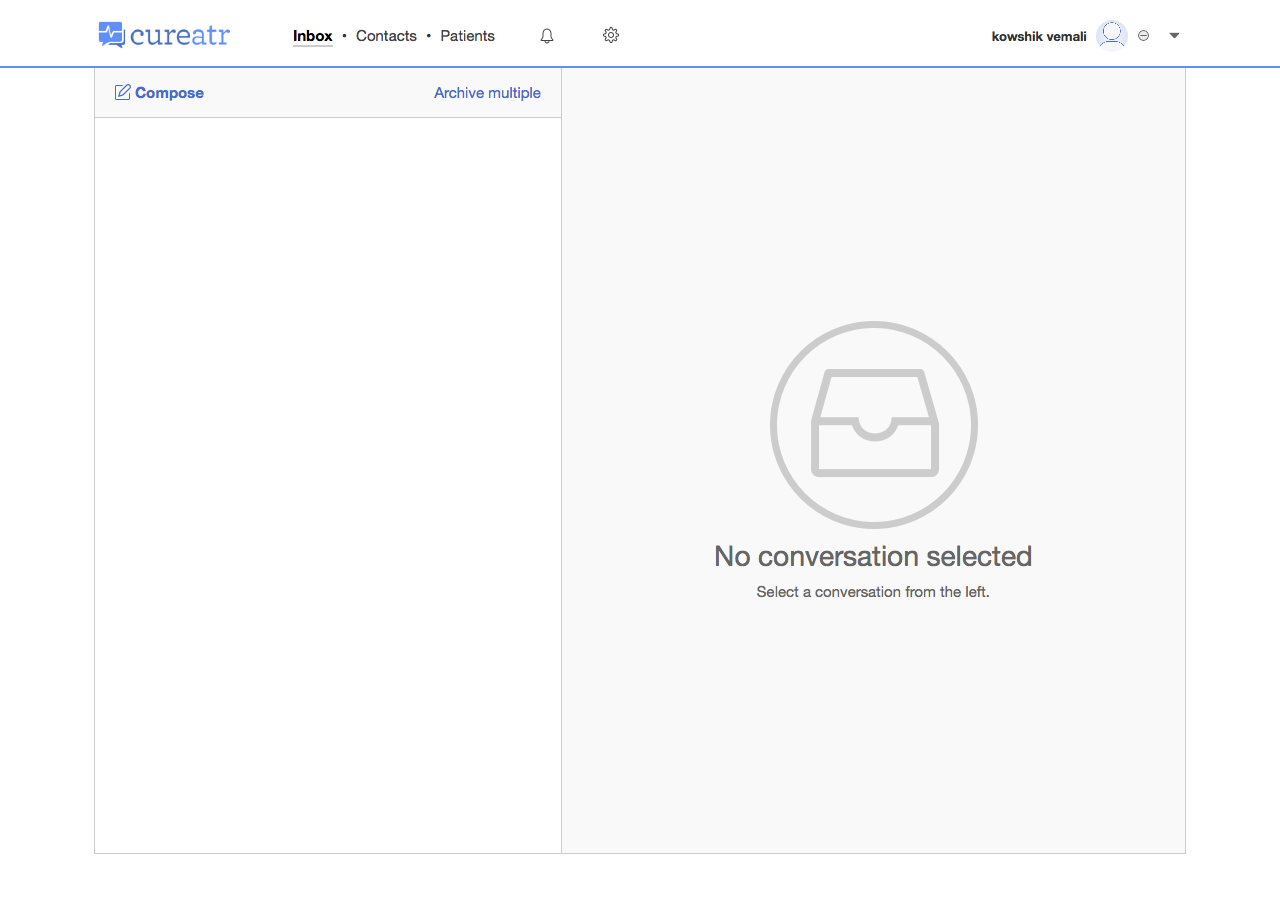 cureatr Inbox • Contacts • Patients kowshik vemali
Compose Archive multiple
No conversation selected
Select a conversation from the left.